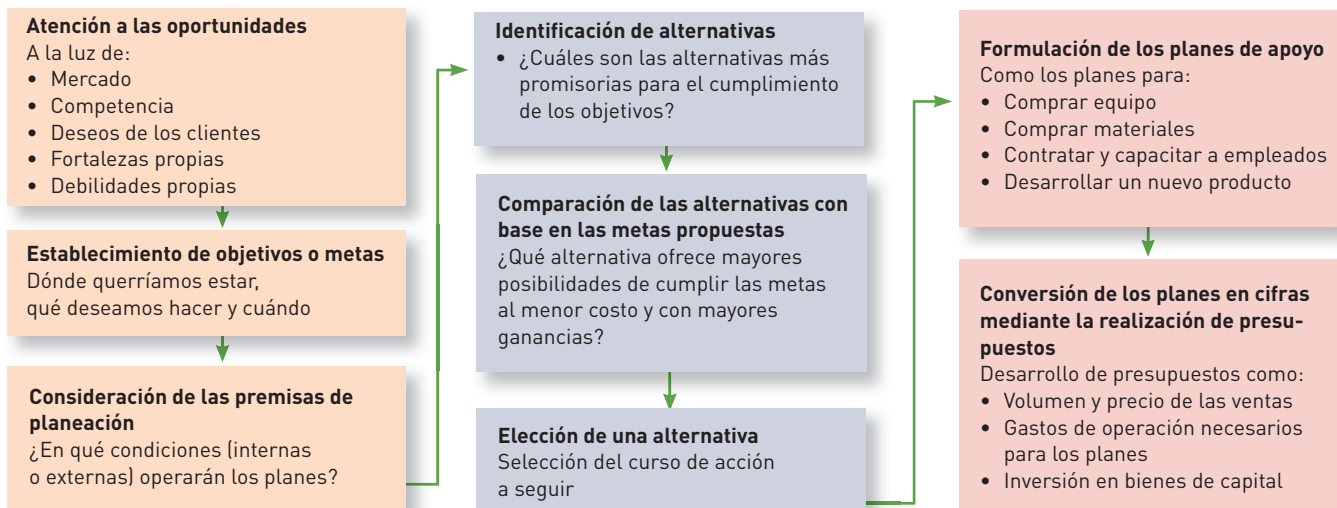 Atención a las oportunidades
A la luz de:
• Mercado
• Competencia
• Deseos de los clientes
• Fortalezas propias
• Debilidades propias
Establecimiento de objetivos o metas
Dónde querríamos estar,
qué deseamos hacer y cuándo
Consideración de las premisas de
planeación
¿En qué condiciones (internas
o externas) operarán los planes?
Identificación de alternativas
• ¿Cuáles son las alternativas más
promisorias para el cumplimiento
de los objetivos?
Comparación de las alternativas con
base en las metas propuestas
¿Qué alternativa ofrece mayores
posibilidades de cumplir las metas
al menor costo y con mayores
ganancias?
Elección de una alternativa
Selección del curso de acción
a seguir
Formulación de los planes de apoyo
Como los planes para:
• Comprar equipo
• Comprar materiales
• Contratar y capacitar a empleados
• Desarrollar un nuevo producto
Conversión de los planes en cifras
mediante la realización de presu-
puestos
Desarrollo de presupuestos como:
• Volumen y precio de las ventas
• Gastos de operación necesarios
para los planes
• Inversión en bienes de capital